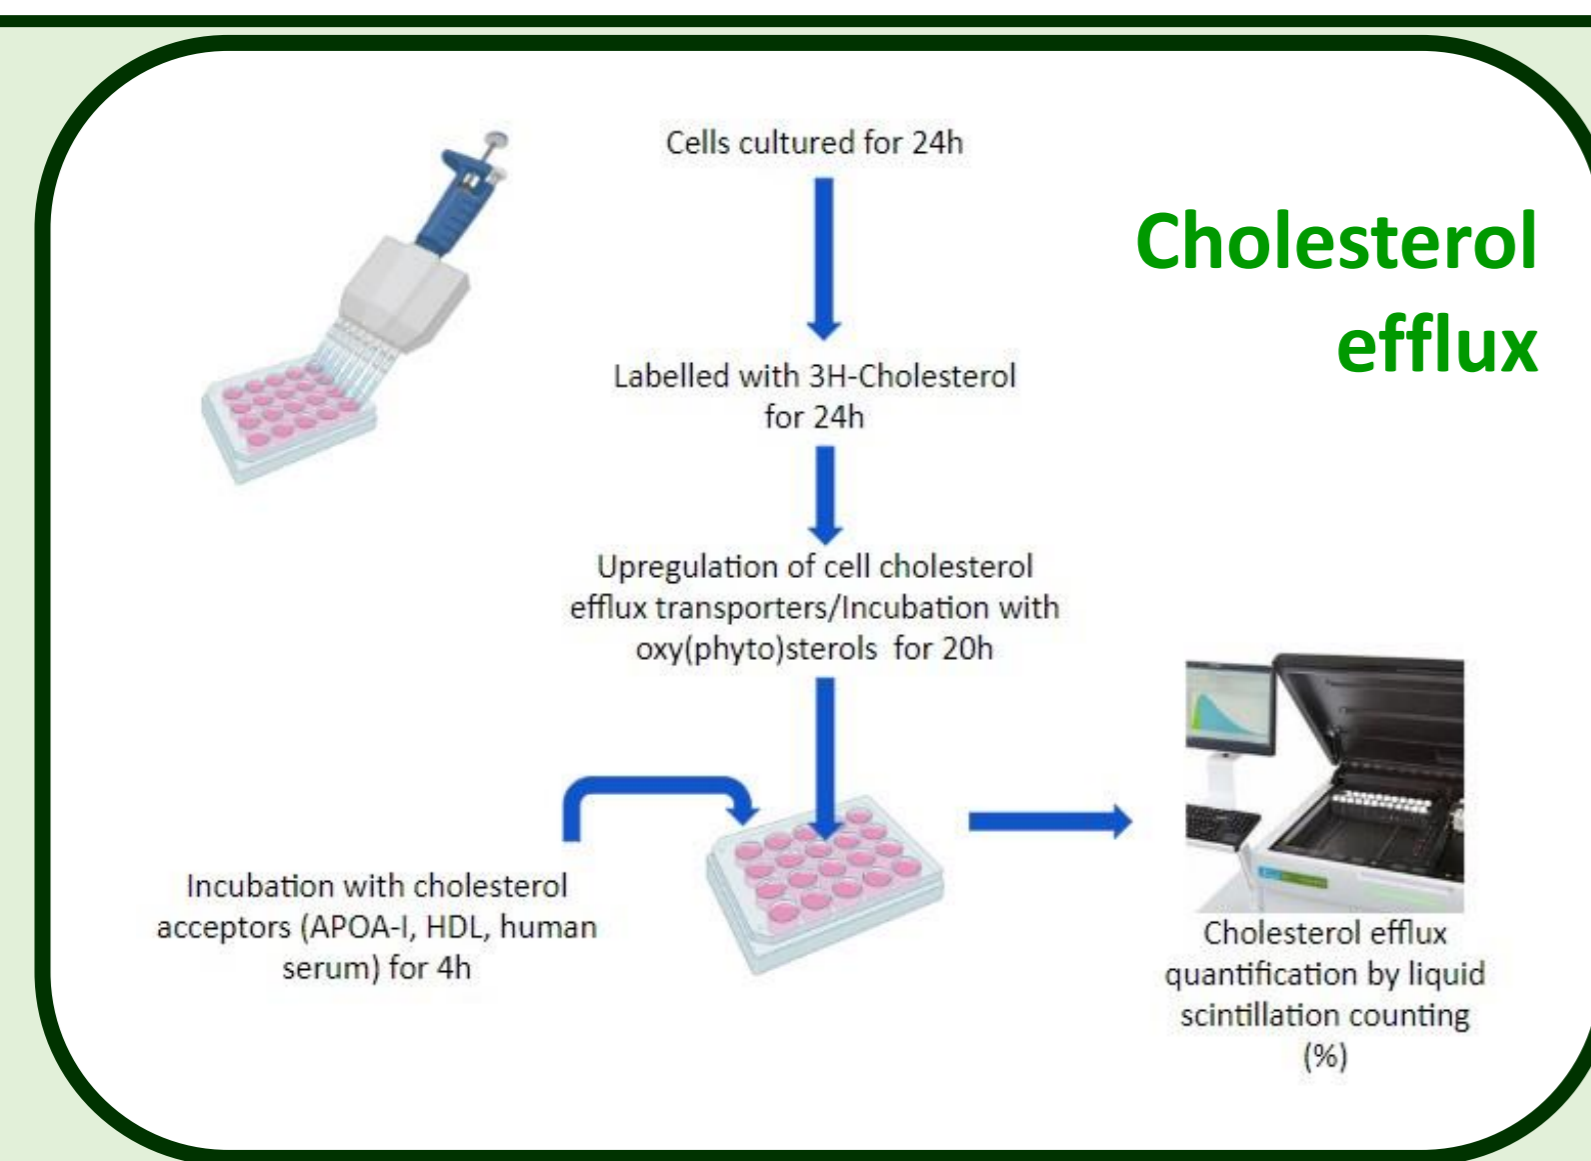 Cells cultured for 24h
Cholesterol
efflux
Labelled with 3H-Cholesterol
for 24h
Upregulation of cell cholesterol
efflux transporters/Incubation with
oxy(phyto)sterols for 20h
Incubation with cholesterol
acceptors (APOA-I, HDL, human
serum) for 4h
Cholesterol efflux
quantification by liquid
scintillation counting
(%)